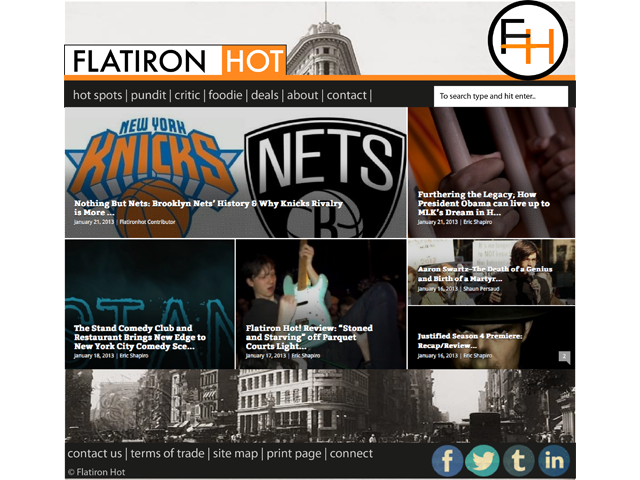 FLATIRON HOT
FH
hot spots | pundit | critic | foodie | deals | about | contact |
To search type and hit enter..
NEW YORK
KNICKS
NETS
B
Nothing But Nets: Brooklyn Nets' History & Why Knicks Rivalry
is More ...
January 21, 2013 | Flatironhot Contributor
Furthering the Legacy; How
President Obama can live up to
MLK's Dream in H...
January 21, 2013 | Eric Shapiro
STAN
The Stand Comedy Club and
Restaurant Brings New Edge to
New York City Comedy Sce...
January 18, 2013 | Eric Shapiro
Flatiron Hot! Review: "Stoned
and Starving" off Parquet
Courts Light...
January 17, 2013 | Eric Shapiro
Aaron Swartz–The Death of a Genius
and Birth of a Martyr...
January 16, 2013 | Shaun Persaud
Justified Season 4 Premiere;
Recap/Review...
January 16, 2013 | Eric Shapiro
2
contact us | terms of trade | site map | print page | connect
© Flatiron Hot
f
t
in